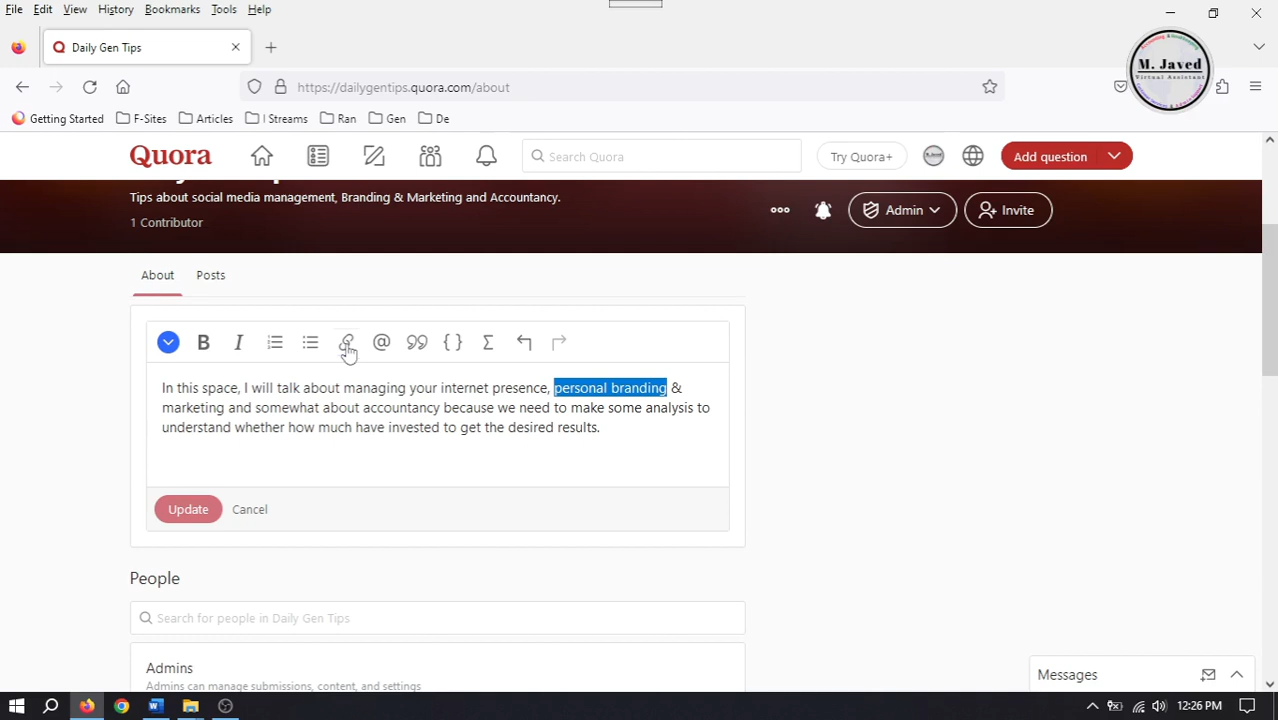 File Edit View History Bookmarks Tools Help
Daily Gen Tips
https://dailygentips.quora.com/about
M. Javed
Virtual Assistant
Getting Started F-Sites Articles I Streams Ran Gen De
Quora Search Quora Try Quora+ Add question
Tips about social media management, Branding & Marketing and Accountancy.
1 Contributor
Admin Invite
About Posts
B I @ { } Σ
In this space, I will talk about managing your internet presence, personal branding &
marketing and somewhat about accountancy because we need to make some analysis to
understand whether how much have invested to get the desired results.
Update Cancel
People
Search for people in Daily Gen Tips
Admins
Admins can manage submissions, content, and settings
Messages
12:26 PM